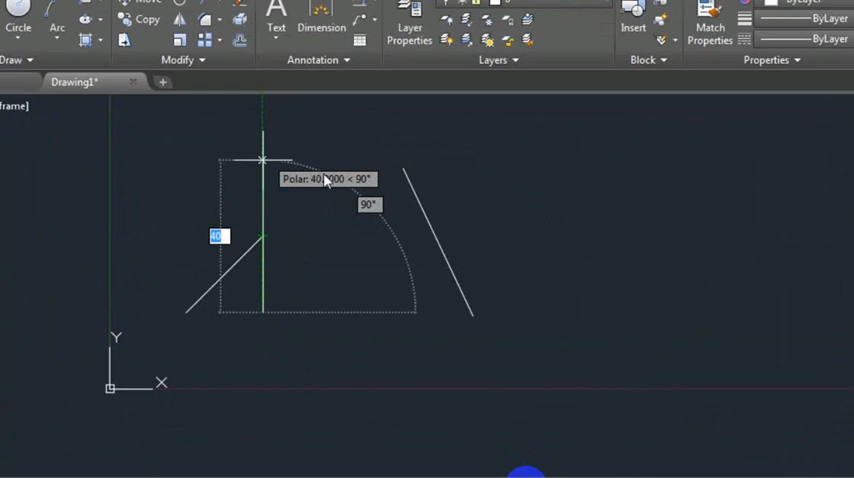 Move
ByLayer
Circle
Arc
Copy
Text
Dimension
Layer
Properties
Insert
Match
Properties
ByLayer
ByLayer
Draw
Modify
Annotation
Layers
Block
Properties
Drawing1*
frame]
Polar: 40.0000 < 90°
90°
40
Y
X